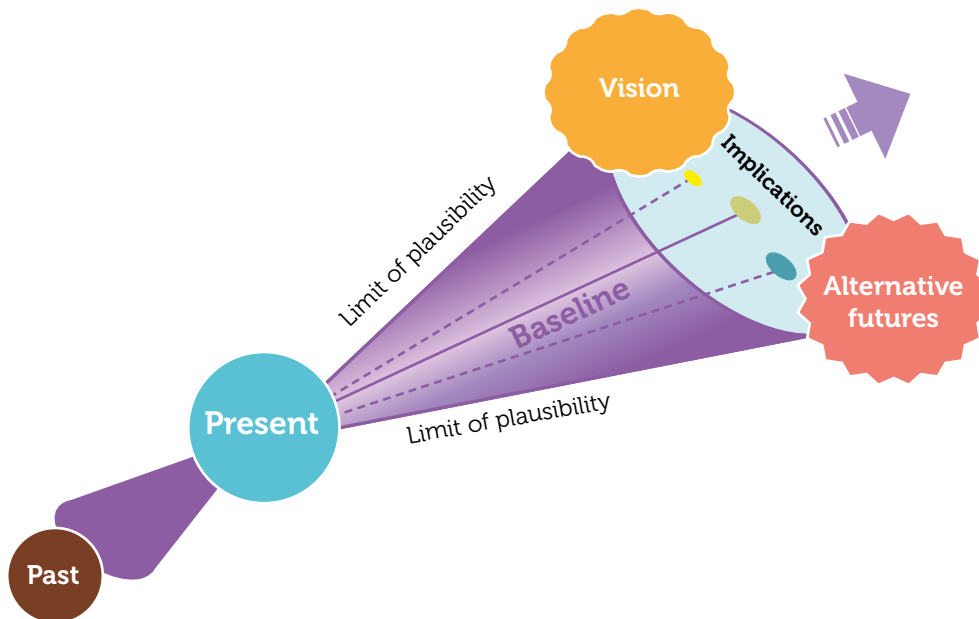 Vision
Implications
Limit of plausibility
Alternative
futures
Baseline
Present
Limit of plausibility
Past